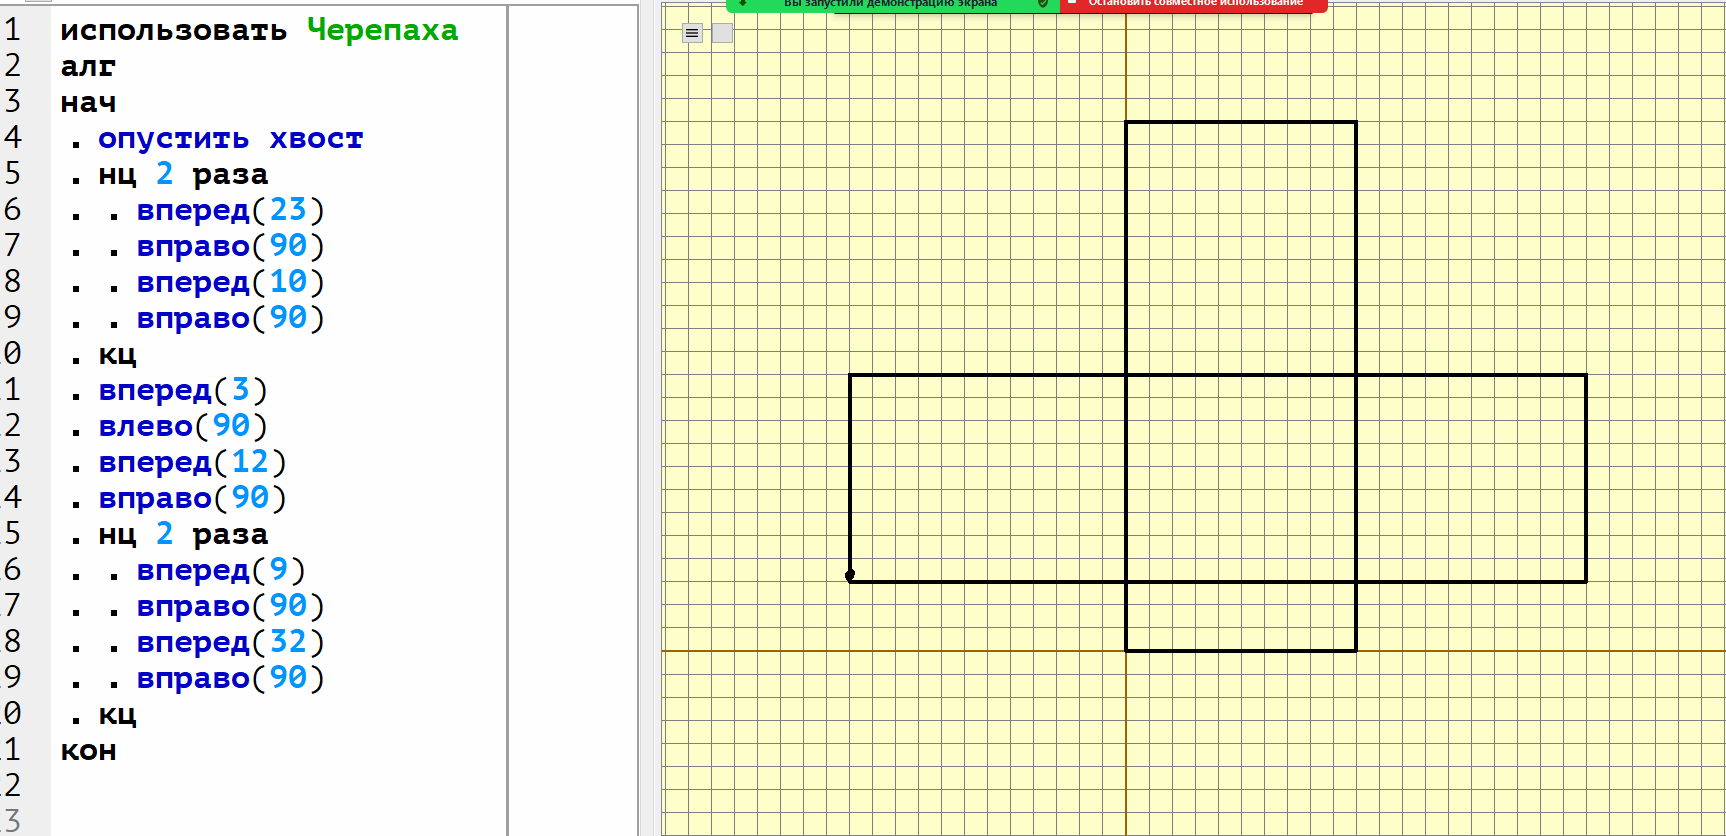 Вы запустили демонстрацию экрана
Остановить совместное использование
1 использовать Черепаха
2 алг
3 нач
4 . опустить хвост
5 . нц 2 раза
6 . . вперед(23)
7 . . вправо(90)
8 . . вперед(10)
9 . . вправо(90)
0 . кц
1 . вперед(3)
2 . влево(90)
3 . вперед(12)
4 . вправо(90)
5 . нц 2 раза
6 . . вперед(9)
7 . . вправо(90)
8 . . вперед(32)
9 . . вправо(90)
0 . кц
1 кон
2
3